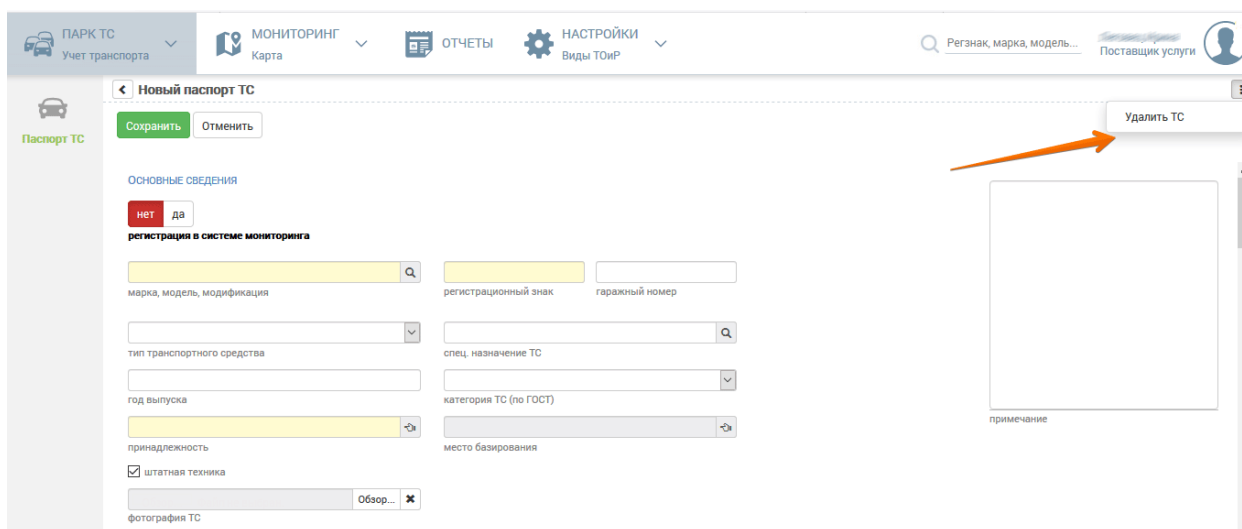 ПАРК ТС
Учет транспорта
МОНИТОРИНГ
Карта
ОТЧЕТЫ
НАСТРОЙКИ
Виды ТОиР
Регзнак, марка, модель...
Поставщик услуги
Паспорт ТС
Новый паспорт ТС
Сохранить Отменить
Удалить ТС
ОСНОВНЫЕ СВЕДЕНИЯ
нет да
регистрация в системе мониторинга
марка, модель, модификация
регистрационный знак
гаражный номер
тип транспортного средства
спец. назначение ТС
год выпуска
категория ТС (по ГОСТ)
принадлежность
место базирования
примечание
штатная техника
Обзор...
фотография ТС